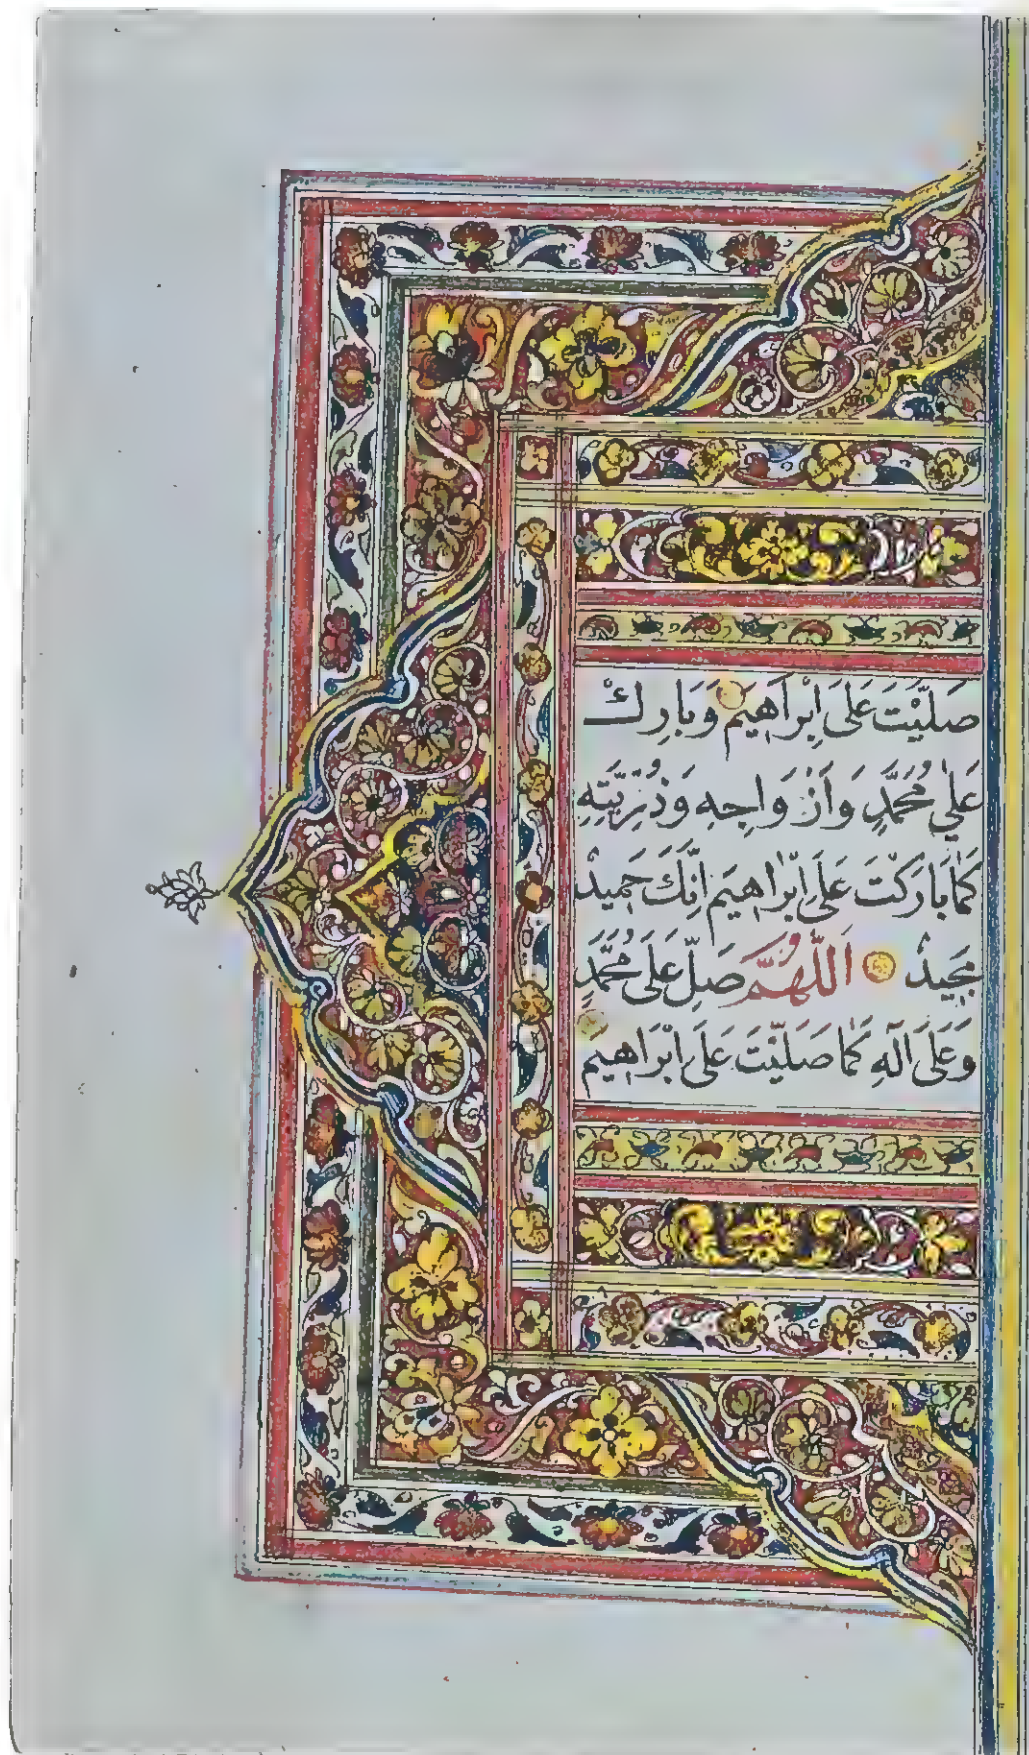 صَلَّيْتَ عَلَى اِبْرَاهِيمَ وَبَارِكْ
عَلٰي مُحَمَّدٍ وَاَزْوَاجِهِ وَذُرِّيَّتِهِ
كَمَا بَارَكْتَ عَلَى اِبْرَاهِيمَ اِنَّكَ حَمِيدٌ
مَجِيدٌ اَللّٰهُمَّ صَلِّ عَلَى مُحَمَّدٍ
وَعَلَى اٰلِهِ كَمَا صَلَّيْتَ عَلَى اِبْرَاهِيمَ